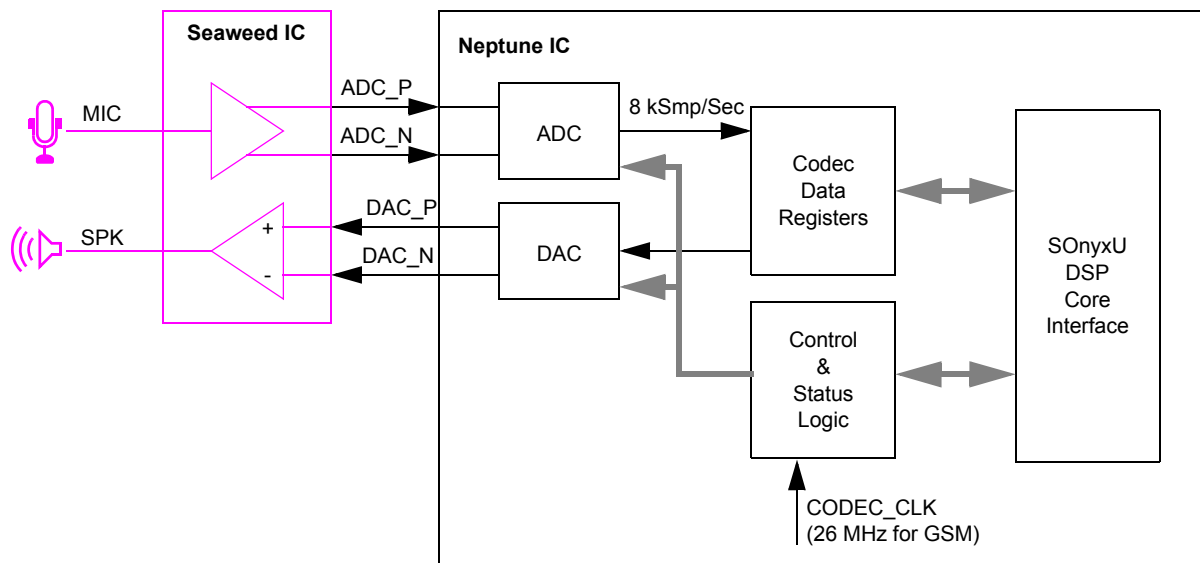 Seaweed IC
Neptune IC
MIC
ADC_P
ADC_N
ADC
8 kSmp/Sec
Codec
Data
Registers
SPK
+
-
DAC_P
DAC_N
DAC
SOnyxU
DSP
Core
Interface
Control
&
Status
Logic
CODEC_CLK
(26 MHz for GSM)